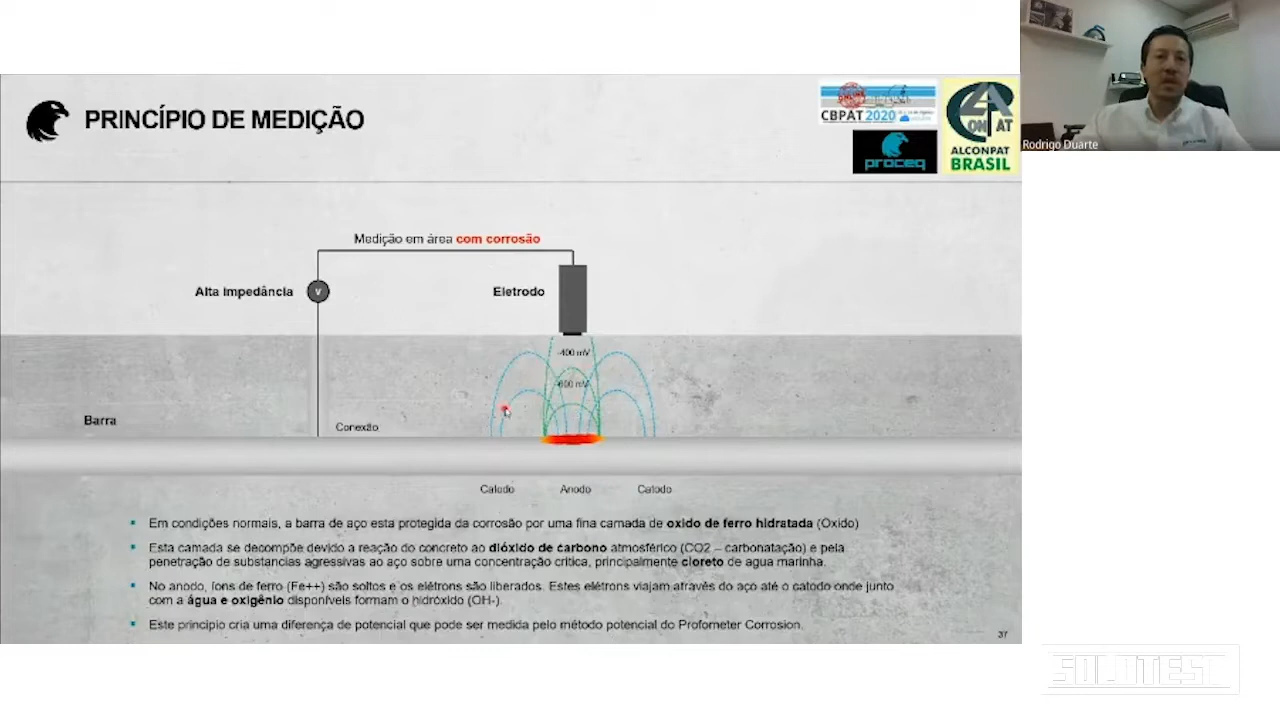 PRINCÍPIO DE MEDIÇÃO
CBPAT 2020
proceq
ALCONPAT
BRASIL
Rodrigo Duarte
Medição em área com corrosão
Alta impedância
V
Eletrodo
-400 mV
-600 mV
Barra
Conexão
Catodo
Anodo
Catodo
Em condições normais, a barra de aço esta protegida da corrosão por uma fina camada de oxido de ferro hidratada (Óxido)
Esta camada se decompõe devido a reação do concreto ao dióxido de carbono atmosférico (CO2 – carbonatação) e pela
penetração de substancias agressivas ao aço sobre uma concentração critica, principalmente cloreto de agua marinha.
No anodo, íons de ferro (Fe++) são soltos e os elétrons são liberados. Estes elétrons viajam através do aço até o catodo onde junto
com a água e oxigênio disponíveis formam o hidróxido (OH-).
Este principio cria uma diferença de potencial que pode ser medida pelo método potencial do Profometer Corrosion.
37
SOLOTEST